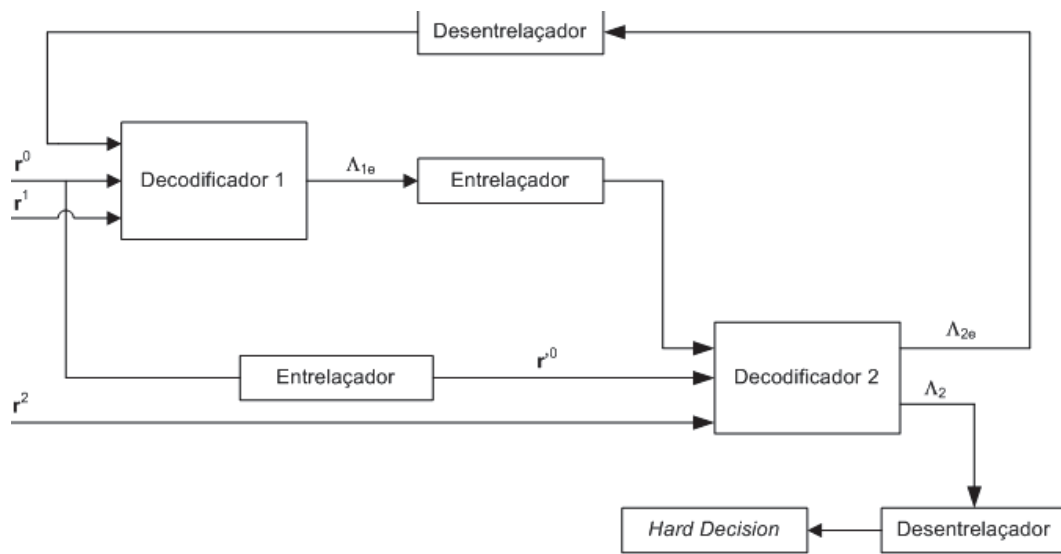 Desentrelaçador
r⁰
Decodificador 1
Λ₁ₑ
Entrelaçador
r¹
Λ₂ₑ
Entrelaçador
r'⁰
Decodificador 2
r²
Λ₂
Hard Decision
Desentrelaçador